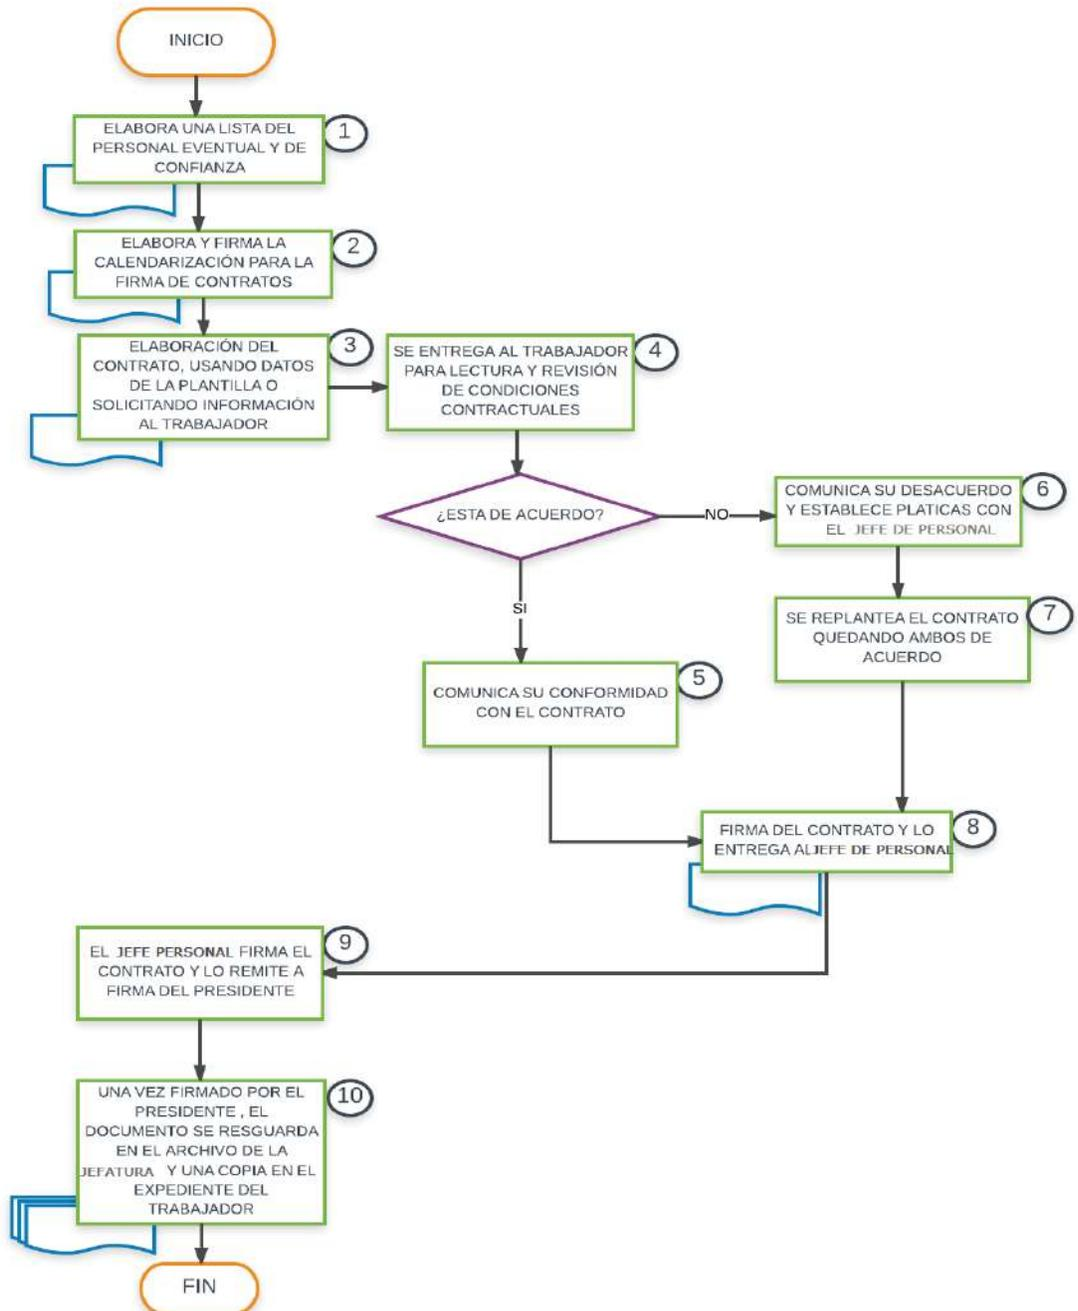 INICIO
1
ELABORA UNA LISTA DEL
PERSONAL EVENTUAL Y DE
CONFIANZA
2
ELABORA Y FIRMA LA
CALENDARIZACIÓN PARA LA
FIRMA DE CONTRATOS
3
ELABORACIÓN DEL
CONTRATO, USANDO DATOS
DE LA PLANTILLA O
SOLICITANDO INFORMACIÓN
AL TRABAJADOR
4
SE ENTREGA AL TRABAJADOR
PARA LECTURA Y REVISIÓN
DE CONDICIONES
CONTRACTUALES
¿ESTA DE ACUERDO?
NO
6
COMUNICA SU DESACUERDO
Y ESTABLECE PLATICAS CON
EL JEFE DE PERSONAL
SI
7
SE REPLANTEA EL CONTRATO
QUEDANDO AMBOS DE
ACUERDO
5
COMUNICA SU CONFORMIDAD
CON EL CONTRATO
8
FIRMA DEL CONTRATO Y LO
ENTREGA AL JEFE DE PERSONAL
9
EL JEFE PERSONAL FIRMA EL
CONTRATO Y LO REMITE A
FIRMA DEL PRESIDENTE
10
UNA VEZ FIRMADO POR EL
PRESIDENTE , EL
DOCUMENTO SE RESGUARDA
EN EL ARCHIVO DE LA
JEFATURA Y UNA COPIA EN EL
EXPEDIENTE DEL
TRABAJADOR
FIN